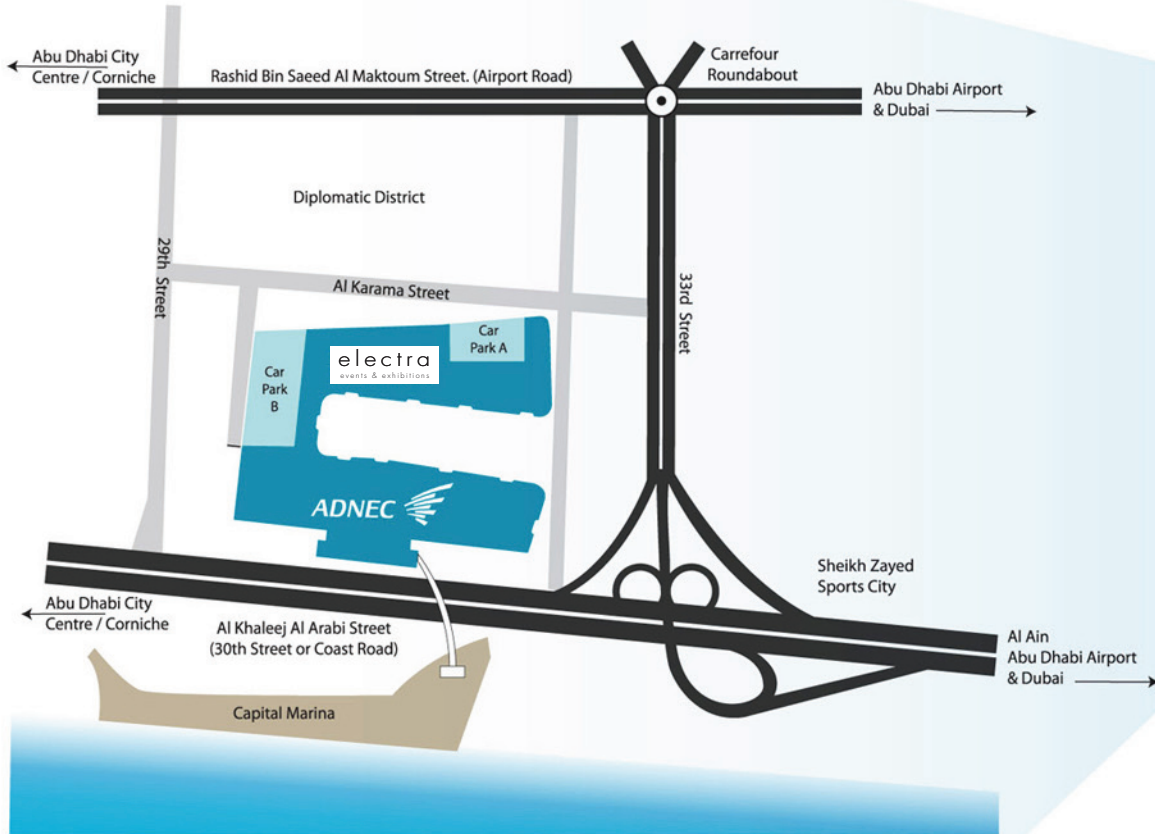 Abu Dhabi City
Centre / Corniche
Rashid Bin Saeed Al Maktoum Street. (Airport Road)
Carrefour
Roundabout
Abu Dhabi Airport
& Dubai
Diplomatic District
29th Street
Al Karama Street
33rd Street
electra
events & exhibitions
Car
Park A
Car
Park
B
ADNEC
Sheikh Zayed
Sports City
Abu Dhabi City
Centre / Corniche
Al Khaleej Al Arabi Street
(30th Street or Coast Road)
Al Ain
Abu Dhabi Airport
& Dubai
Capital Marina